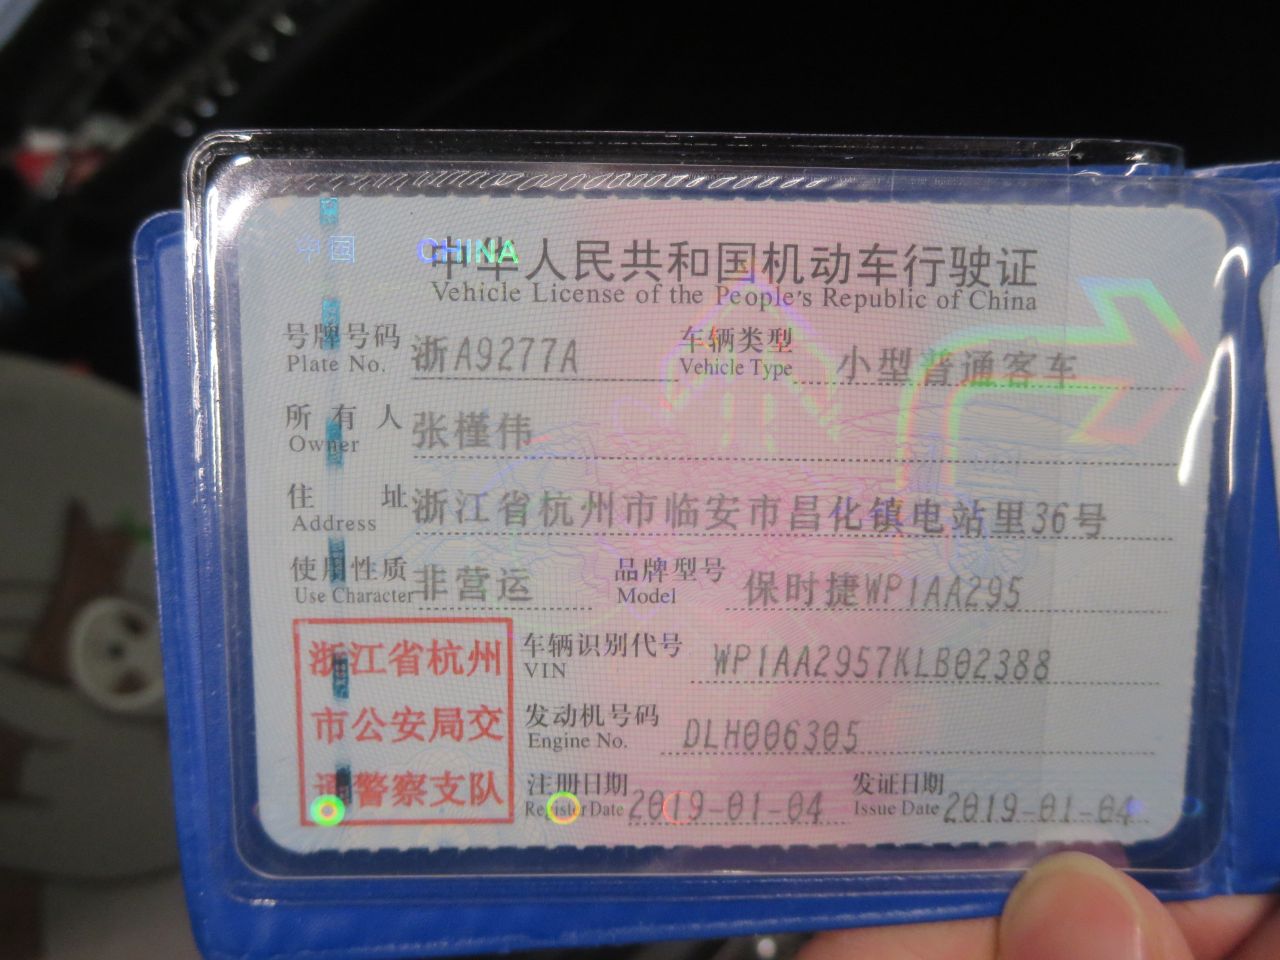 中国 CHINA
中华人民共和国机动车行驶证
Vehicle License of the People's Republic of China
号牌号码 浙A9277A 车辆类型 小型普通客车
Plate No. Vehicle Type
所有人 张槿伟
Owner
住址 浙江省杭州市临安市昌化镇电站里36号
Address
使用性质 非营运 品牌型号 保时捷WP1AA295
Use Character Model
浙江省杭州
市公安局交
通警察支队
车辆识别代号 WP1AA2957KLB02388
VIN
发动机号码 DLH006305
Engine No.
注册日期 2019-01-04 发证日期 2019-01-04
Register Date Issue Date